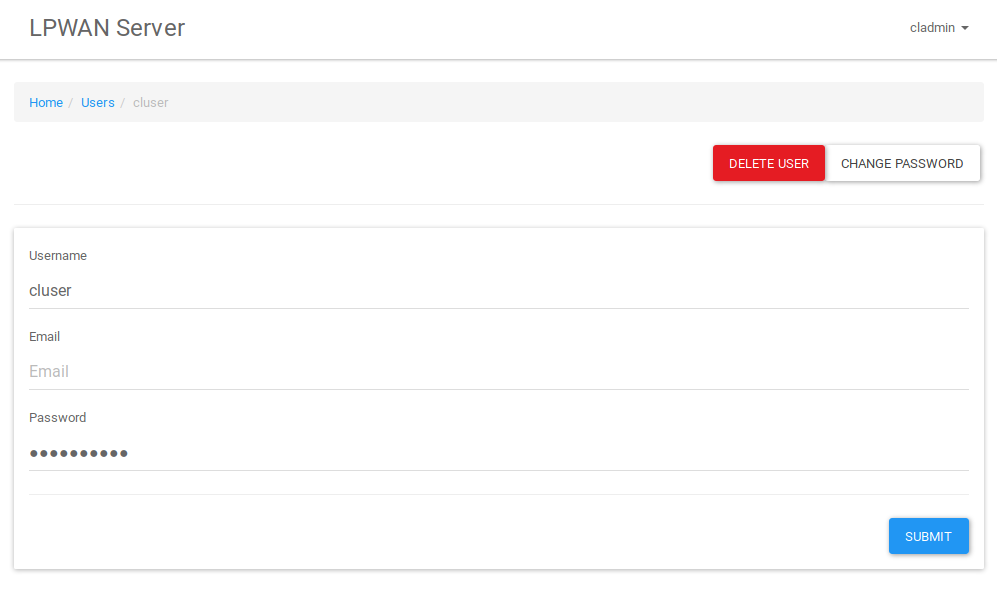 LPWAN Server
cladmin
Home / Users / cluser
DELETE USER CHANGE PASSWORD
Username
cluser
Email
Email
Password
●●●●●●●●●●
SUBMIT